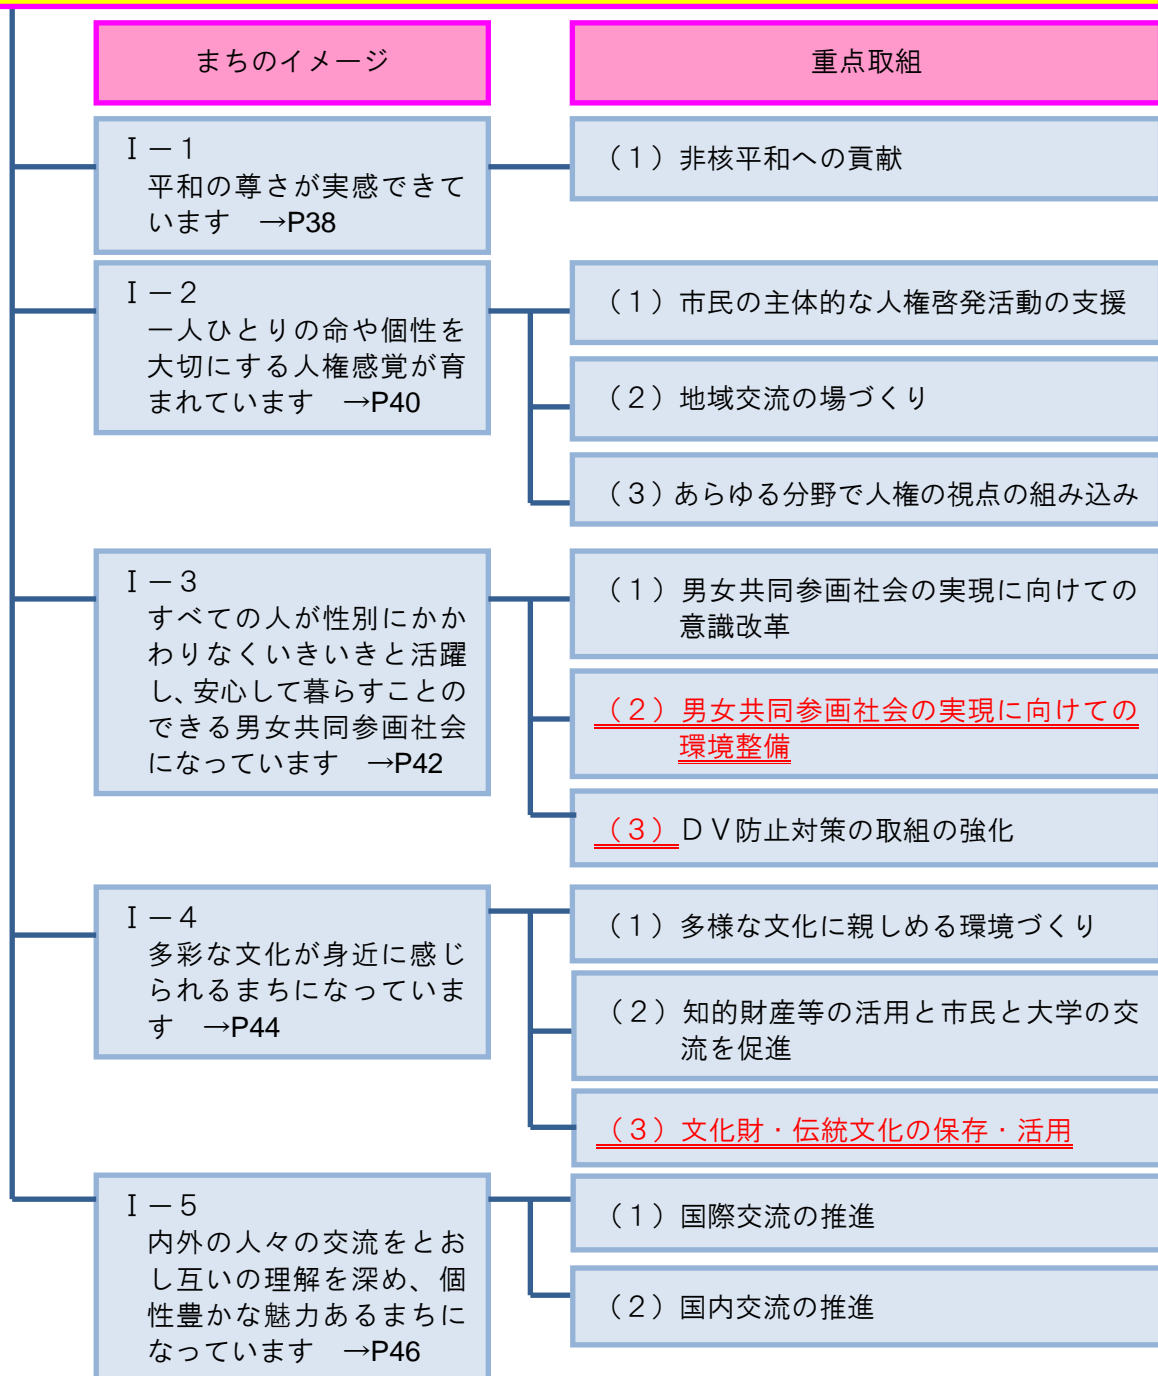 まちのイメージ
重点取組
Ⅰ－１
平和の尊さが実感できて
います　→P38
（１）非核平和への貢献
Ⅰ－２
一人ひとりの命や個性を
大切にする人権感覚が育
まれています　→P40
（１）市民の主体的な人権啓発活動の支援
（２）地域交流の場づくり
（３）あらゆる分野で人権の視点の組み込み
Ⅰ－３
すべての人が性別にかか
わりなくいきいきと活躍
し、安心して暮らすことの
できる男女共同参画社会
になっています　→P42
（１）男女共同参画社会の実現に向けての
意識改革
（２）男女共同参画社会の実現に向けての
環境整備
（３）ＤＶ防止対策の取組の強化
Ⅰ－４
多彩な文化が身近に感じ
られるまちになっていま
す　→P44
（１）多様な文化に親しめる環境づくり
（２）知的財産等の活用と市民と大学の交
流を促進
（３）文化財・伝統文化の保存・活用
Ⅰ－５
内外の人々の交流をとお
し互いの理解を深め、個
性豊かな魅力あるまちに
なっています　→P46
（１）国際交流の推進
（２）国内交流の推進